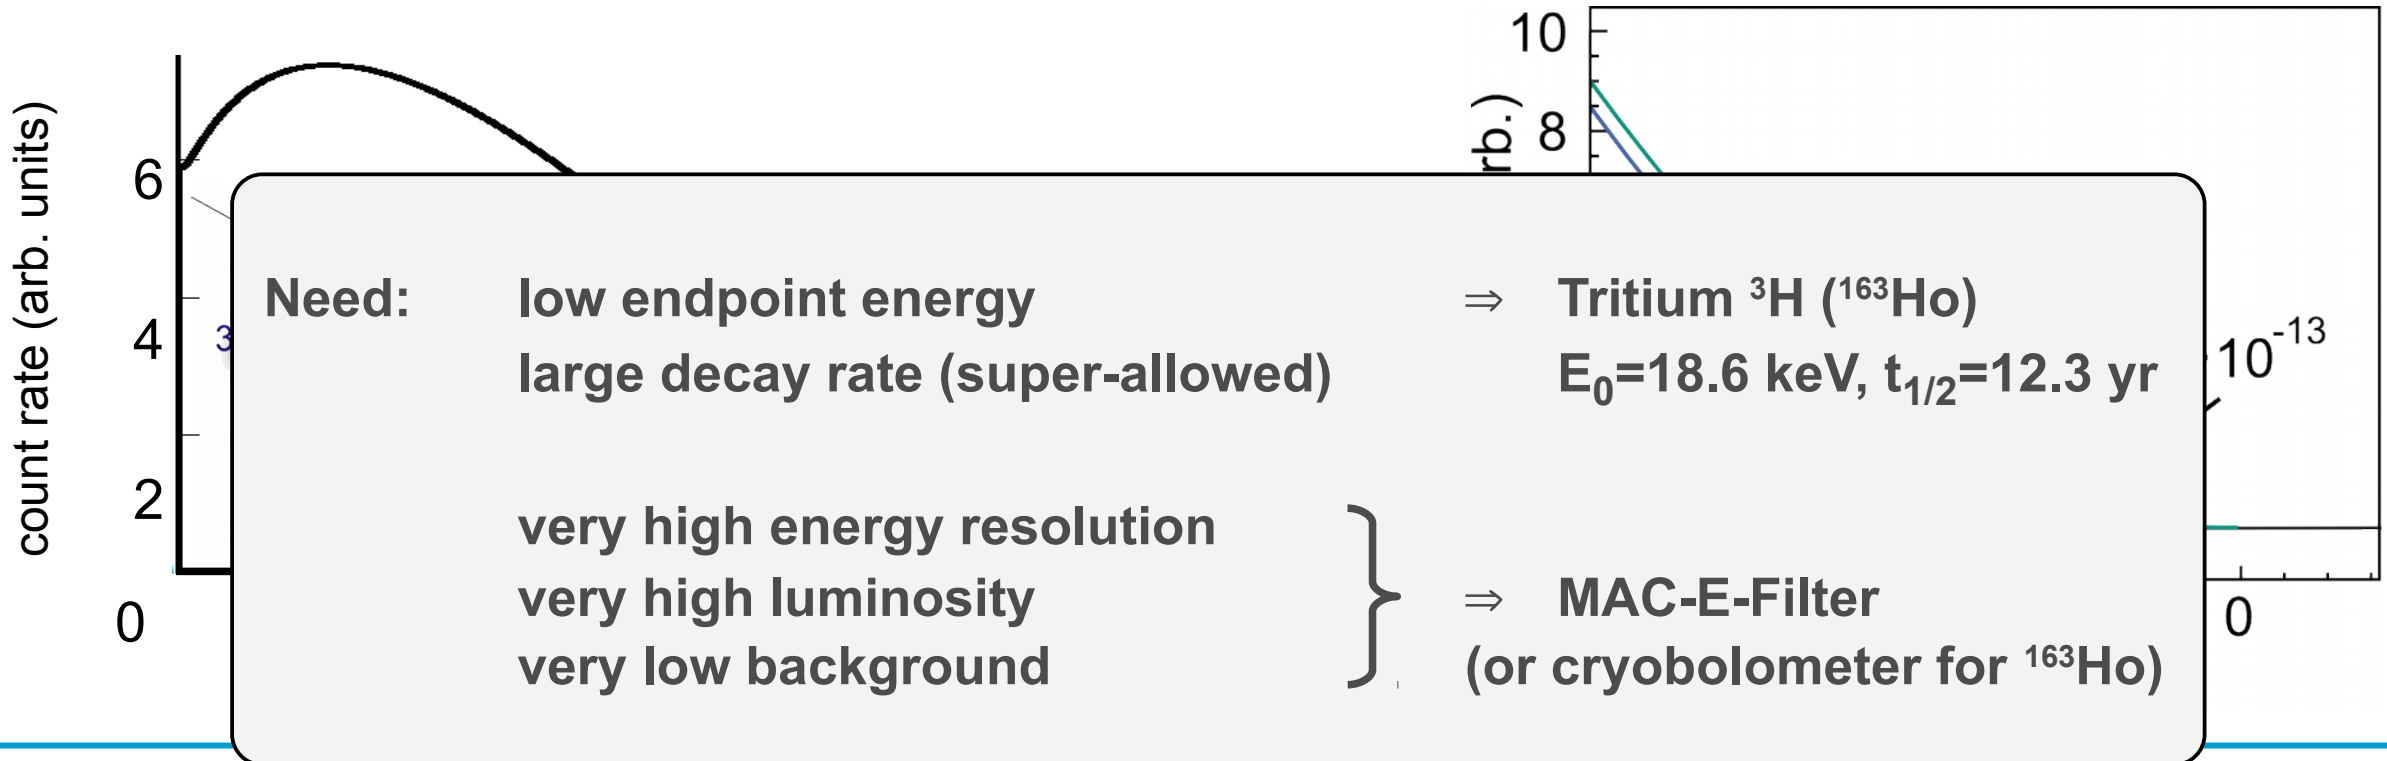 count rate (arb. units)
6
4
2
0
3
10
8
rb.)
10⁻¹³
0
Need: low endpoint energy ⇒ Tritium ³H (¹⁶³Ho)
large decay rate (super-allowed) E₀=18.6 keV, t₁/₂=12.3 yr
very high energy resolution
very high luminosity ⇒ MAC-E-Filter
very low background (or cryobolometer for ¹⁶³Ho)